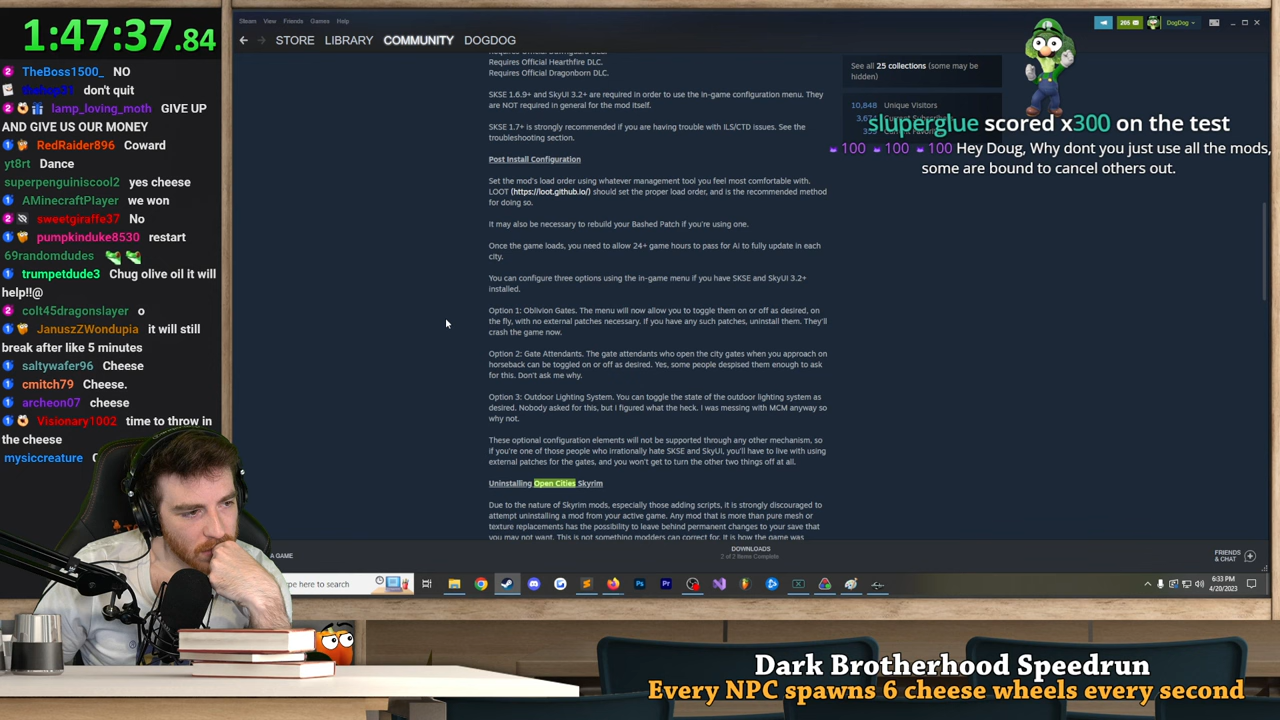 1:47:37.84
TheBoss1500_ NO
don't quit
lamp_loving_moth GIVE UP
AND GIVE US OUR MONEY
RedRaider896 Coward
yt8rt Dance
superpenguiniscool2 yes cheese
AMinecraftPlayer we won
sweetgiraffe37 No
pumpkinduke8530 restart
69randomdudes
trumpetdude3 Chug olive oil it will
help!!@
colt45dragonslayer o
JanuszZWondupia it will still
break after like 5 minutes
saltywafer96 Cheese
cmitch79 Cheese.
archeon07 cheese
Visionary1002 time to throw in
the cheese
mysiccreature
Steam View Friends Games Help
205 DogDog
STORE LIBRARY COMMUNITY DOGDOG
Requires Official Hearthfire DLC.
Requires Official Dragonborn DLC.
SKSE 1.6.9+ and SkyUI 3.2+ are required in order to use the in-game configuration menu. They
are NOT required in general for the mod itself.
SKSE 1.7+ is strongly recommended if you are having trouble with ILS/CTD issues. See the
troubleshooting section.
Post Install Configuration
Set the mod's load order using whatever management tool you feel most comfortable with.
LOOT (https://loot.github.io/) should set the proper load order, and is the recommended method
for doing so.
It may also be necessary to rebuild your Bashed Patch if you're using one.
Once the game loads, you need to allow 24+ game hours to pass for AI to fully update in each
city.
You can configure three options using the in-game menu if you have SKSE and SkyUI 3.2+
installed.
Option 1: Oblivion Gates. The menu will now allow you to toggle them on or off as desired, on
the fly, with no external patches necessary. If you have any such patches, uninstall them. They'll
crash the game now.
Option 2: Gate Attendants. The gate attendants who open the city gates when you approach on
horseback can be toggled on or off as desired. Yes, some people despised them enough to ask
for this. Don't ask me why.
Option 3: Outdoor Lighting System. You can toggle the state of the outdoor lighting system as
desired. Nobody asked for this, but I figured what the heck. I was messing with MCM anyway so
why not.
These optional configuration elements will not be supported through any other mechanism, so
if you're one of those people who irrationally hate SKSE and SkyUI, you'll have to live with using
external patches for the gates, and you won't get to turn the other two things off at all.
Uninstalling Open Cities Skyrim
Due to the nature of Skyrim mods, especially those adding scripts, it is strongly discouraged to
attempt uninstalling a mod from your active game. Any mod that is more than pure mesh or
texture replacements has the possibility to leave behind permanent changes to your save that
you may not want. This is not something modders can correct for. It is how the game was
See all 25 collections (some may be
hidden)
10,848 Unique Visitors
sluperglue scored x300 on the test
100 100 100 Hey Doug, Why dont you just use all the mods,
some are bound to cancel outers out.
A GAME
DOWNLOADS
2 of 2 Items Complete
FRIENDS
& CHAT
here to search
6:33 PM
4/20/2023
Dark Brotherhood Speedrun
Every NPC spawns 6 cheese wheels every second